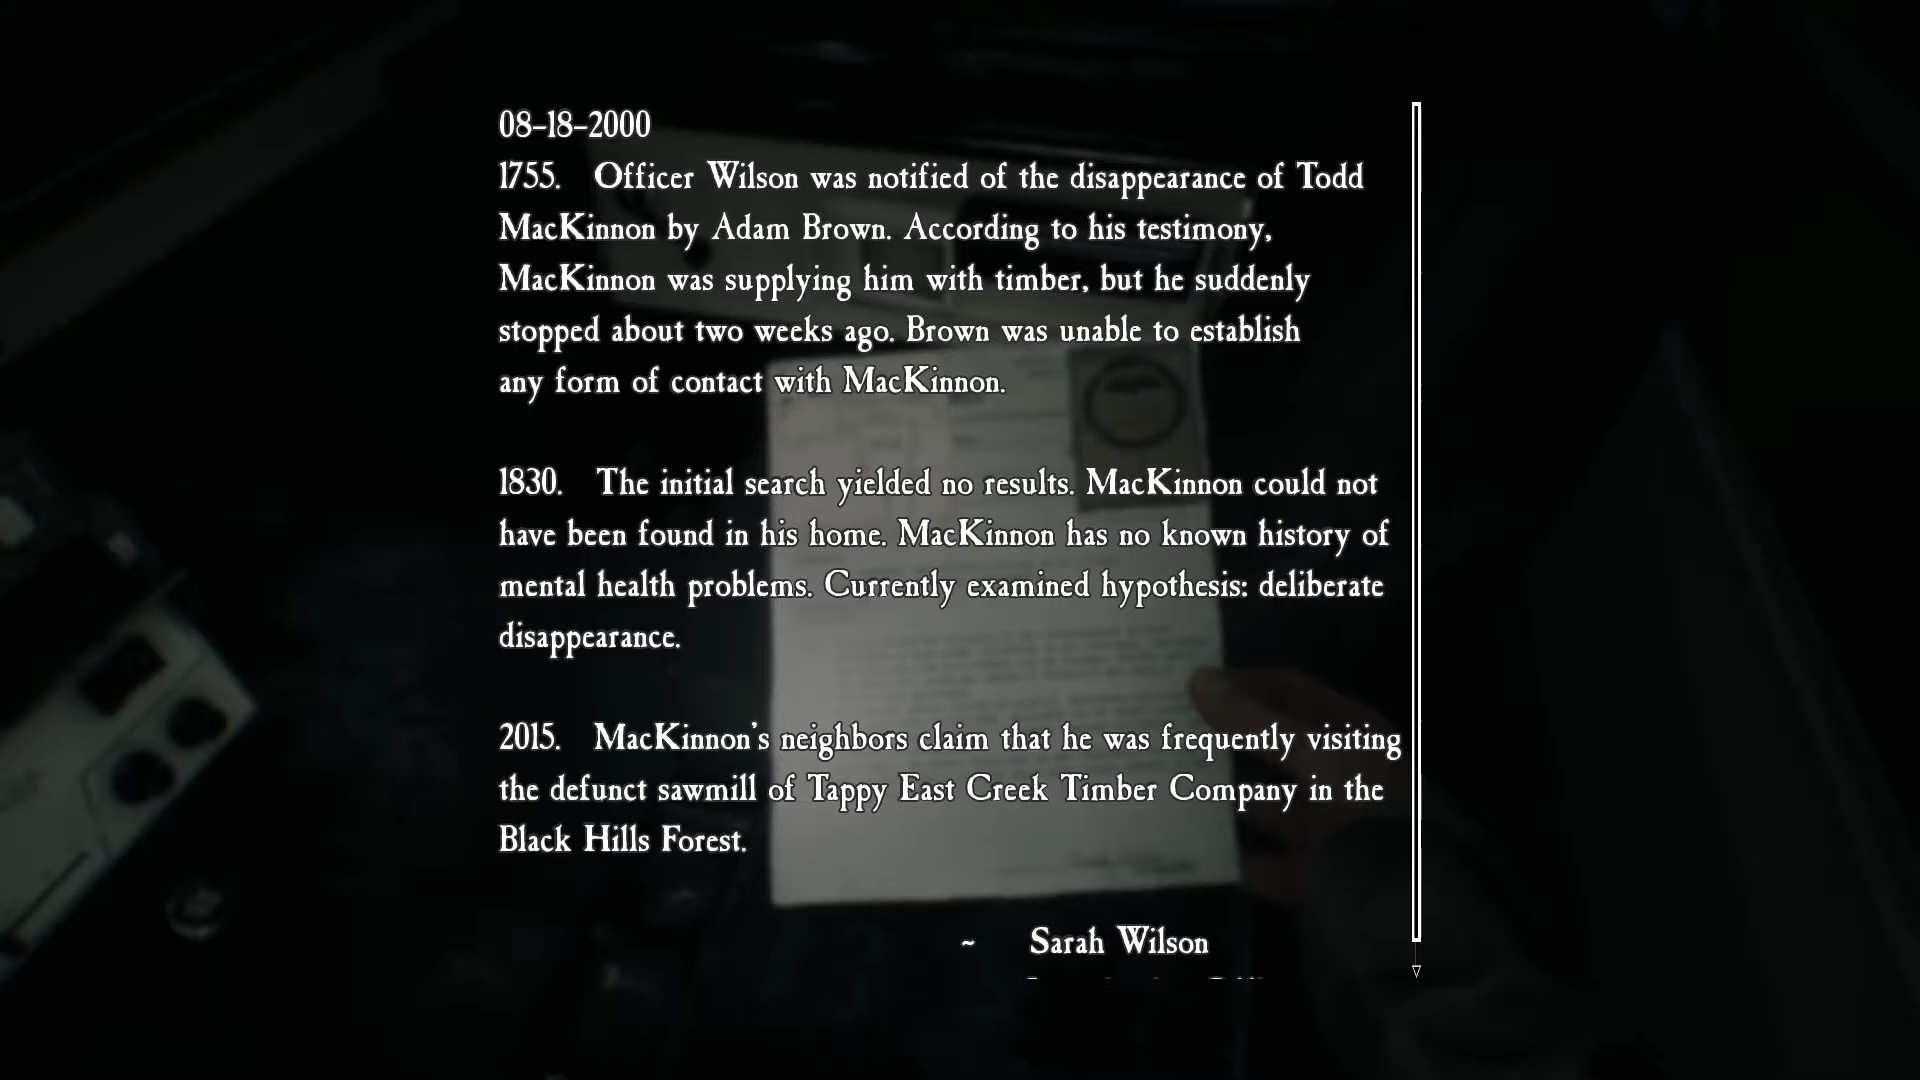 08-18-2000
1755. Officer Wilson was notified of the disappearance of Todd
MacKinnon by Adam Brown. According to his testimony,
MacKinnon was supplying him with timber, but he suddenly
stopped about two weeks ago. Brown was unable to establish
any form of contact with MacKinnon.
1830. The initial search yielded no results. MacKinnon could not
have been found in his home. MacKinnon has no known history of
mental health problems. Currently examined hypothesis: deliberate
disappearance.
2015. MacKinnon's neighbors claim that he was frequently visiting
the defunct sawmill of Tappy East Creek Timber Company in the
Black Hills Forest.
~ Sarah Wilson